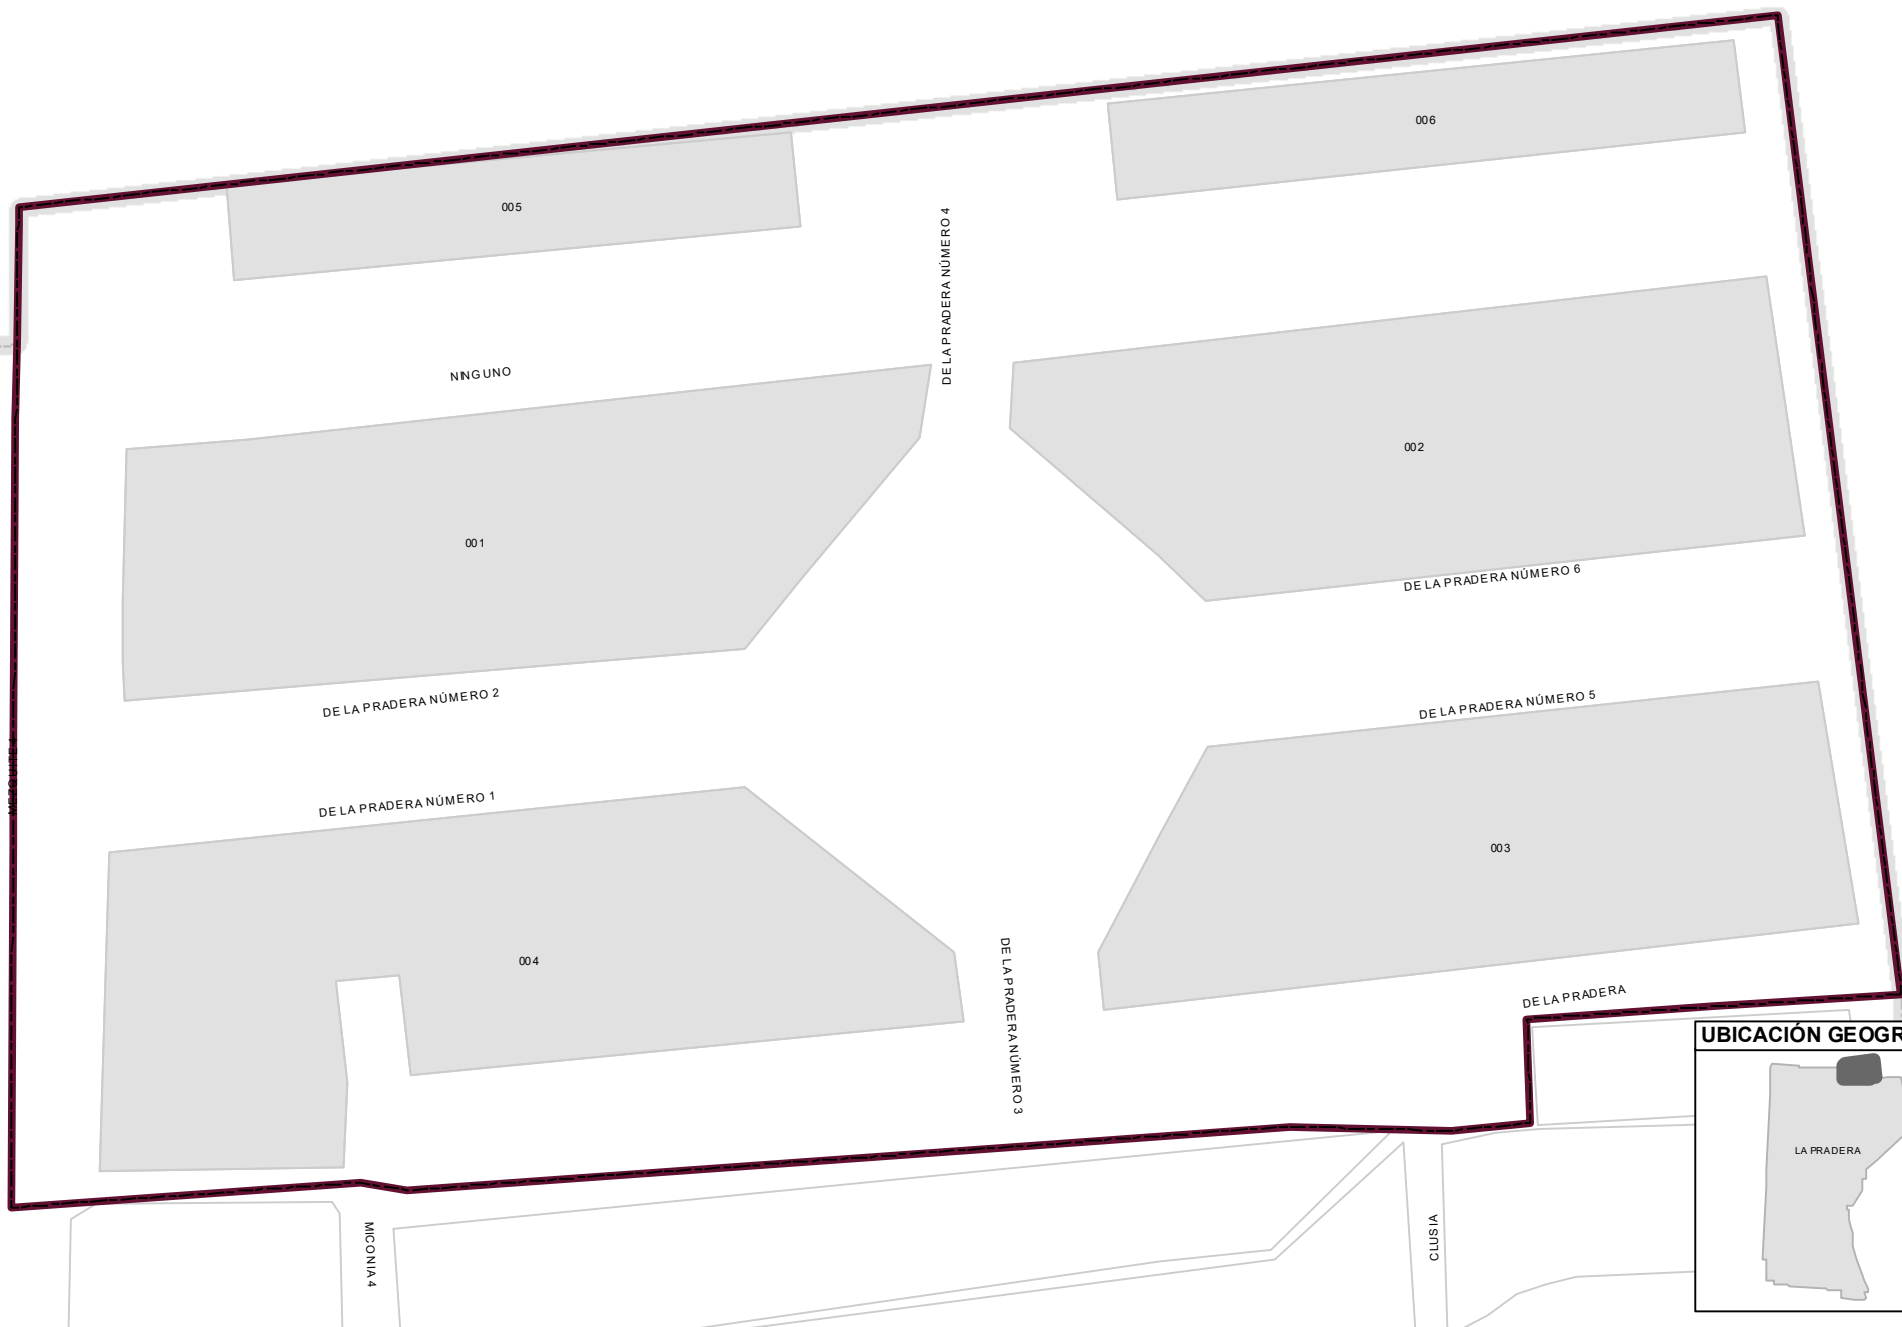 006
005
DE LA PRADERA NÚMERO 4
NINGUNO
002
001
DE LA PRADERA NÚMERO 6
DE LA PRADERA NÚMERO 2
DE LA PRADERA NÚMERO 5
MEZQUITE 4
DE LA PRADERA NÚMERO 1
003
004
DE LA PRADERA
DE LA PRADERA NÚMERO 3
UBICACIÓN GEOGR
LA PRADERA
MICONIA 4
CLUSIA